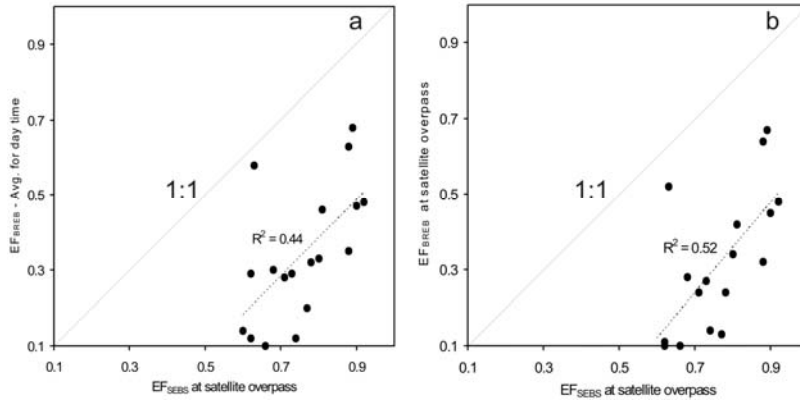 a
0.9
0.7
0.5
0.3
0.1
EF BREB - Avg. for day time
1:1
R² = 0.44
0.1 0.3 0.5 0.7 0.9
EFSEBS at satellite overpass
b
0.9
0.7
0.5
0.3
0.1
EFBREB at satellite overpass
1:1
R² = 0.52
0.1 0.3 0.5 0.7 0.9
EFSEBS at satellite overpass